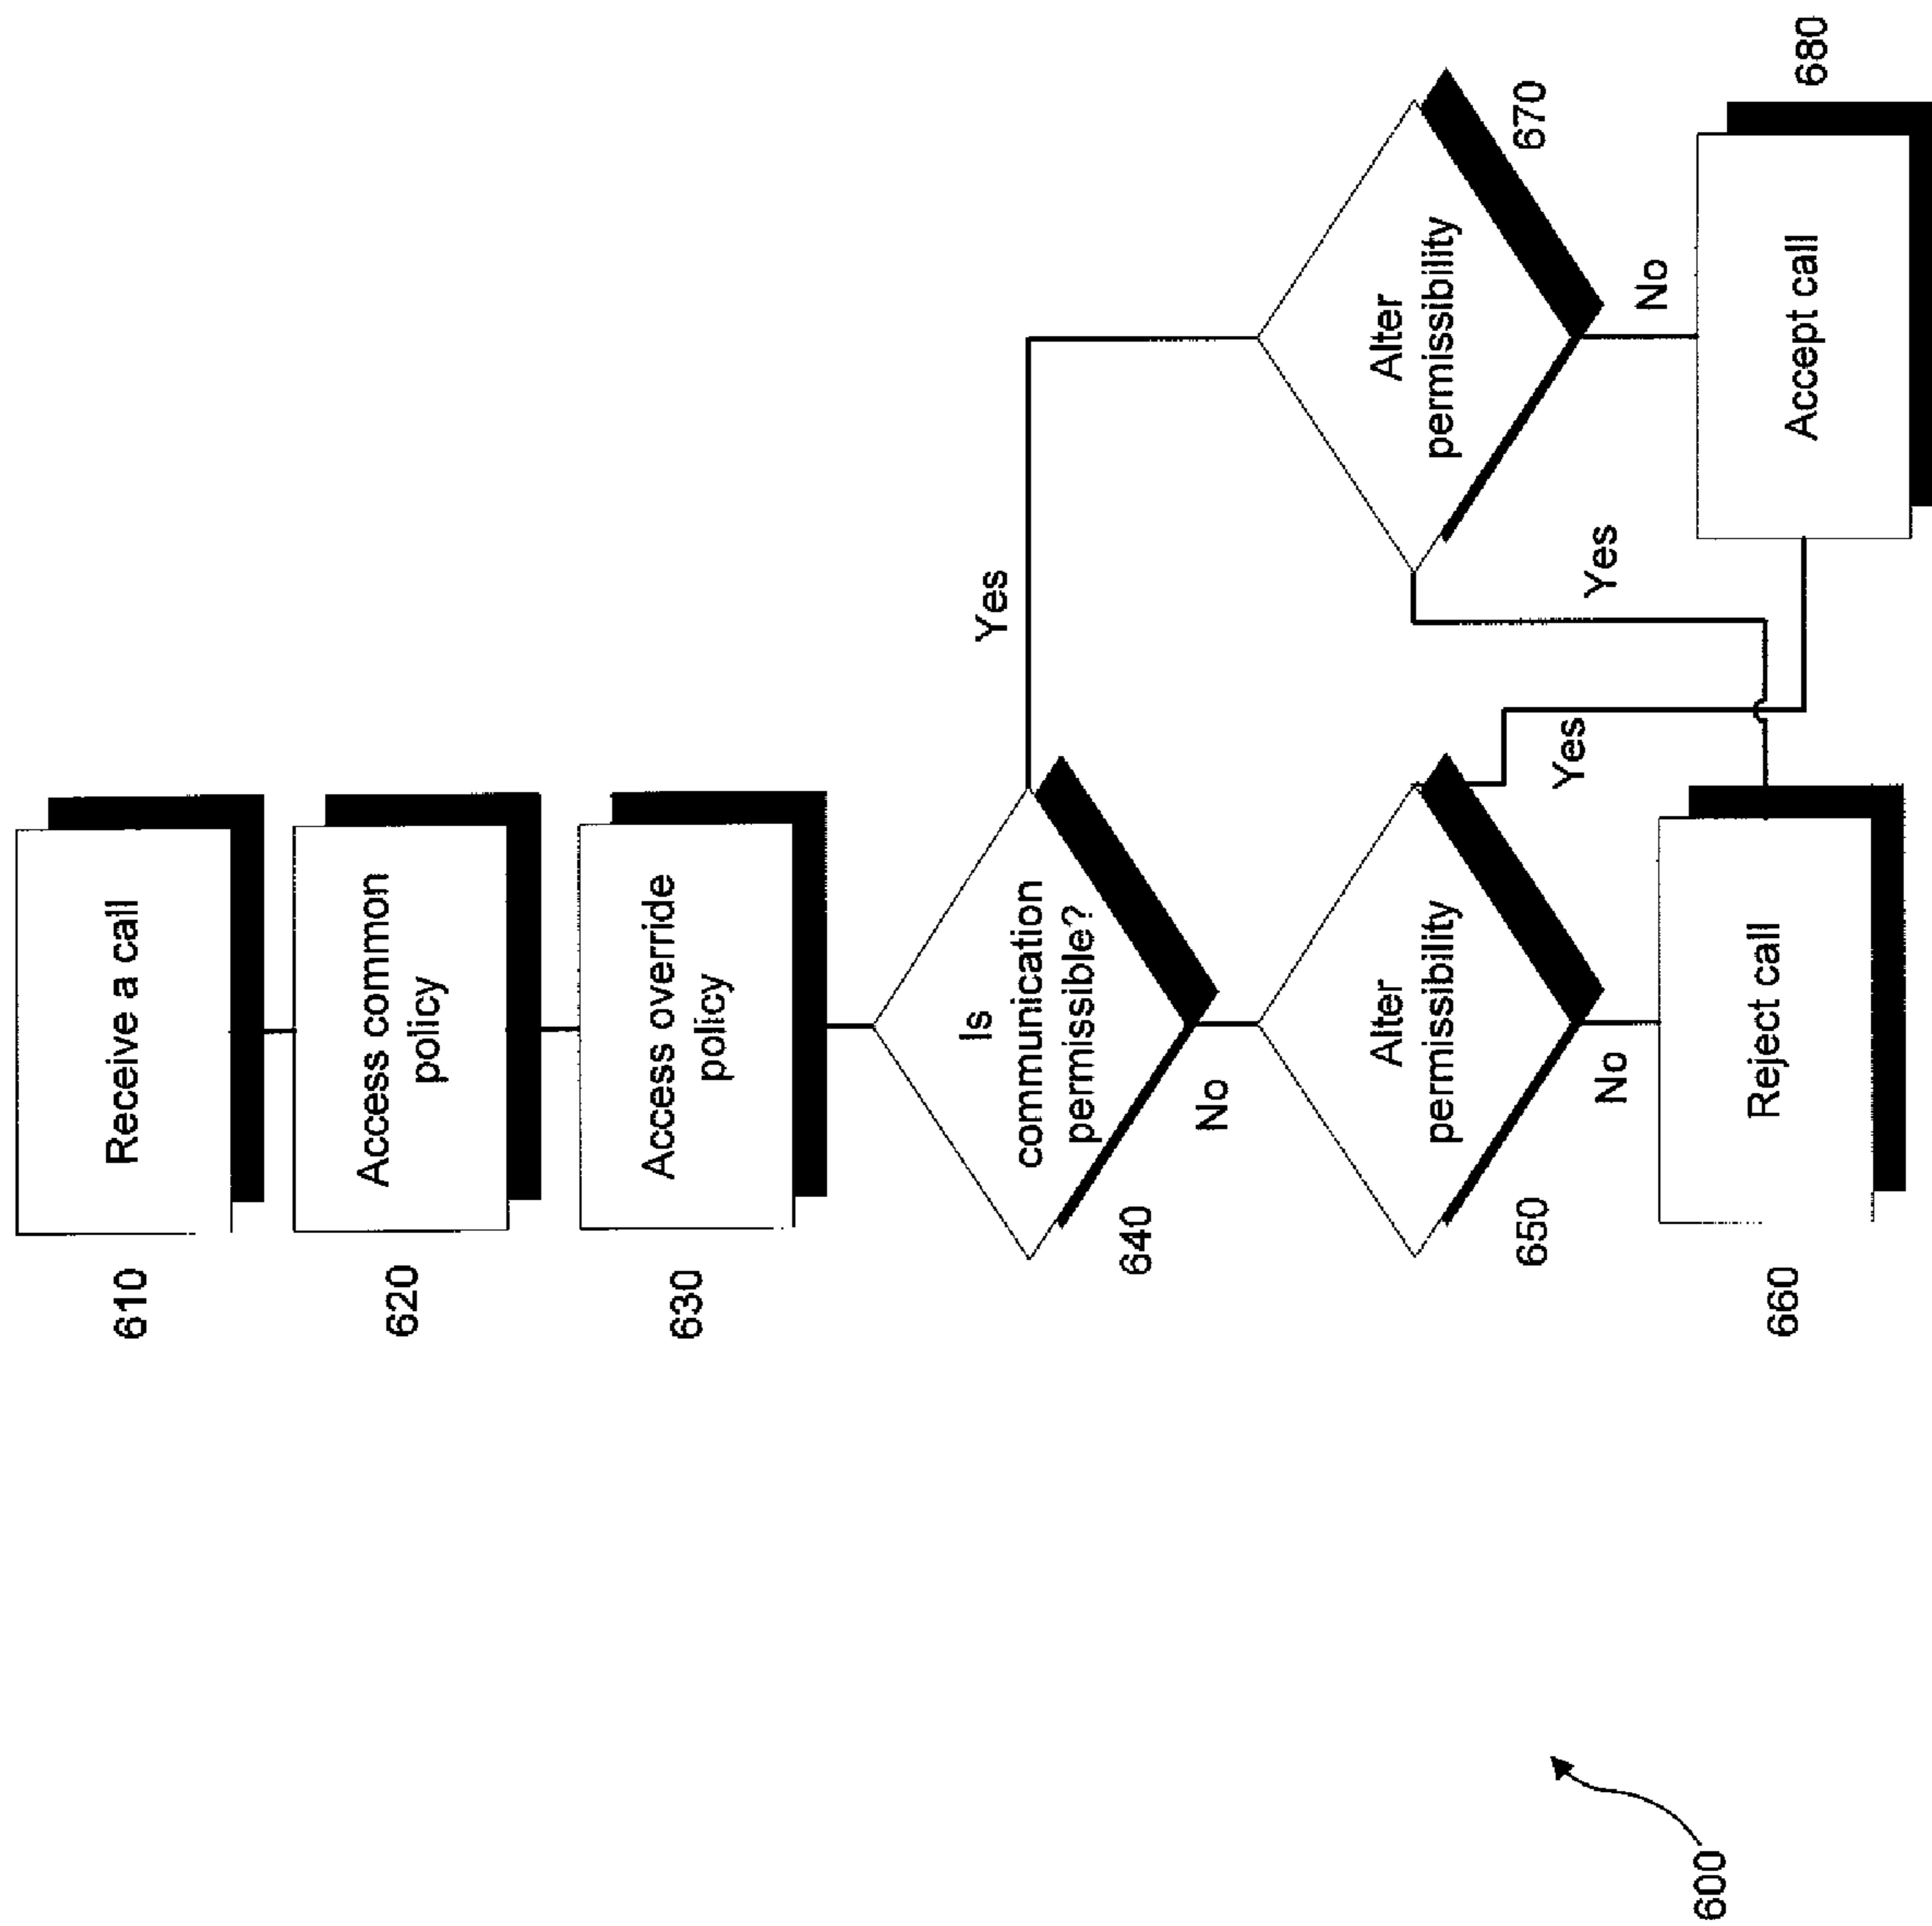 610
Receive a call
620
Access common
policy
630
Access override
policy
Is
communication
permissible?
640
Yes
No
Alter
permissibility
650
Yes
No
Alter
permissibility
670
Yes
No
Reject call
660
Accept call
680
600